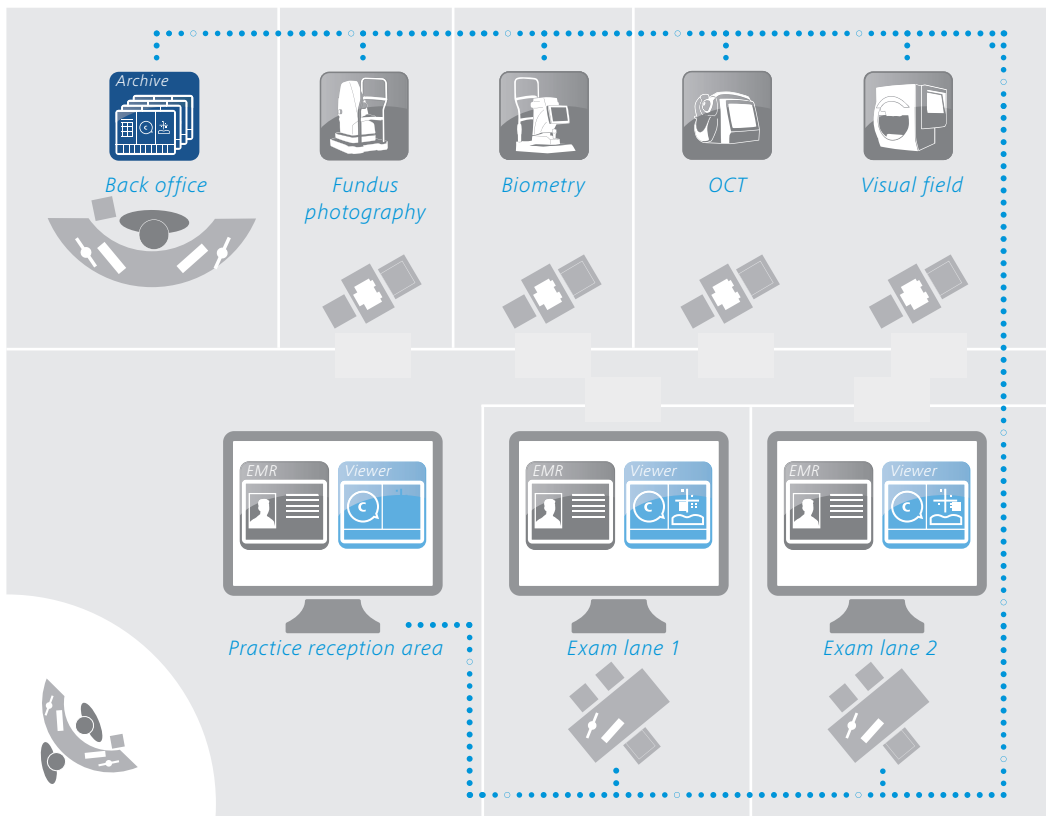 Archive
Back office
Fundus
photography
Biometry
OCT
Visual field
EMR
Viewer
C
EMR
Viewer
C
EMR
Viewer
C
Practice reception area
Exam lane 1
Exam lane 2